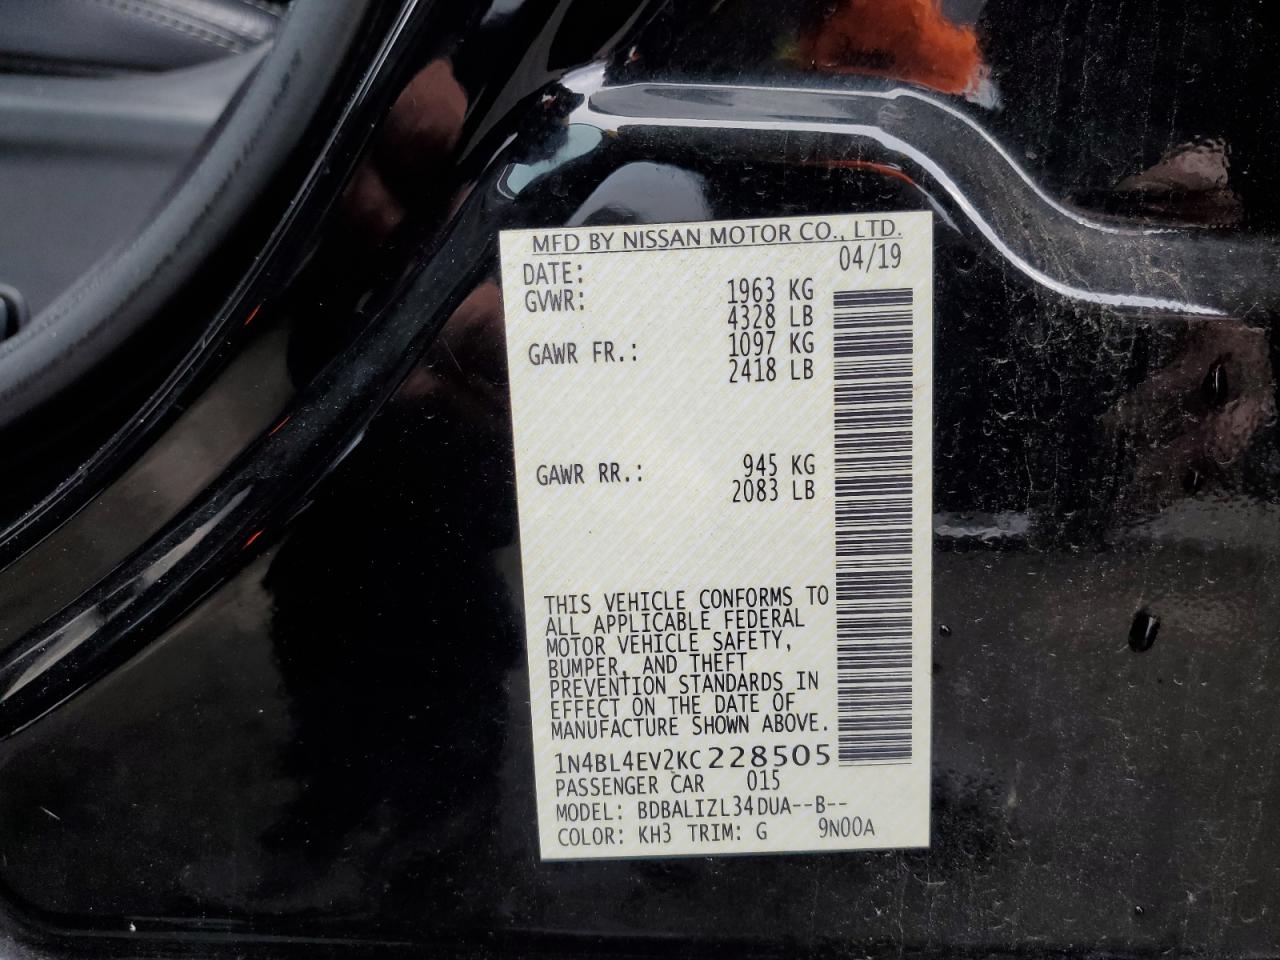 MFD BY NISSAN MOTOR CO., LTD.
DATE: 04/19
GVWR: 1963 KG
4328 LB
GAWR FR.: 1097 KG
2418 LB
GAWR RR.: 945 KG
2083 LB
THIS VEHICLE CONFORMS TO
ALL APPLICABLE FEDERAL
MOTOR VEHICLE SAFETY,
BUMPER, AND THEFT
PREVENTION STANDARDS IN
EFFECT ON THE DATE OF
MANUFACTURE SHOWN ABOVE.
1N4BL4EV2KC228505
PASSENGER CAR 015
MODEL: BDBALIZL34DUA--B--
COLOR: KH3 TRIM: G 9N00A